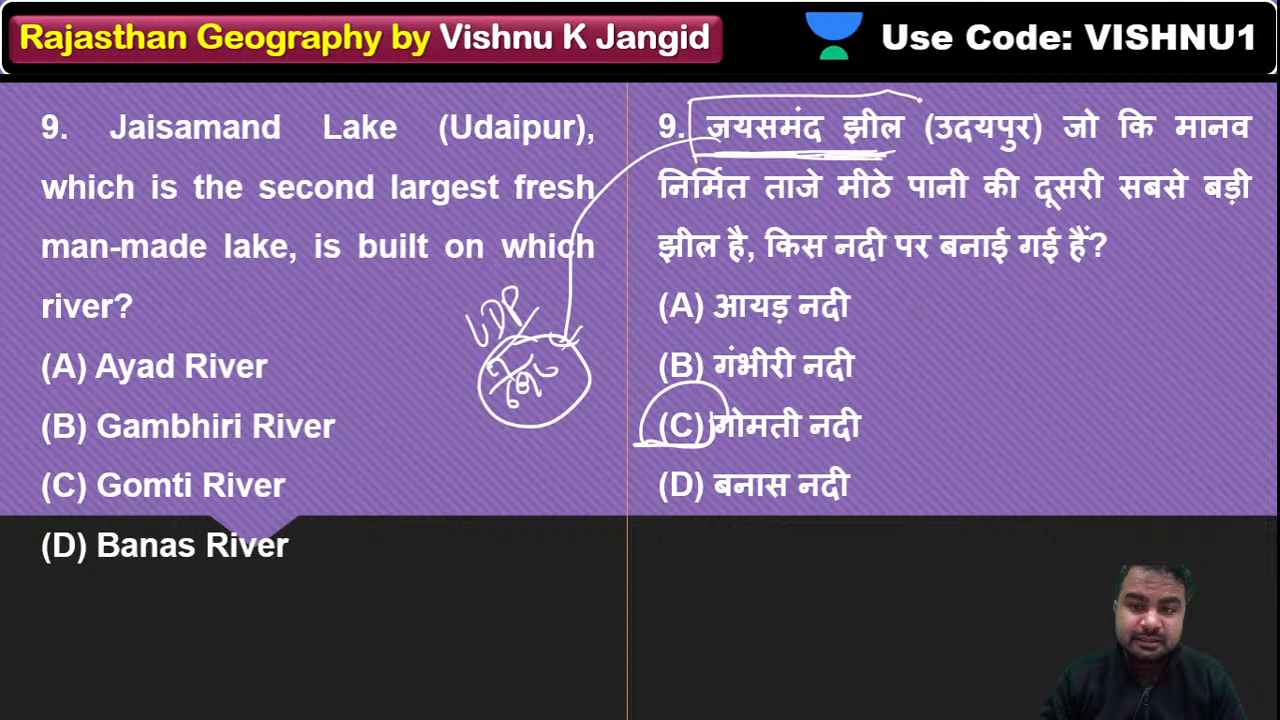 Rajasthan Geography by Vishnu K Jangid
Use Code: VISHNU1
9. Jaisamand Lake (Udaipur),
which is the second largest fresh
man-made lake, is built on which
river?
(A) Ayad River
(B) Gambhiri River
(C) Gomti River
(D) Banas River
UDP
9. जयसमंद झील (उदयपुर) जो कि मानव
निर्मित ताजे मीठे पानी की दूसरी सबसे बड़ी
झील है, किस नदी पर बनाई गई हैं?
(A) आयड़ नदी
(B) गंभीरी नदी
(C) गोमती नदी
(D) बनास नदी